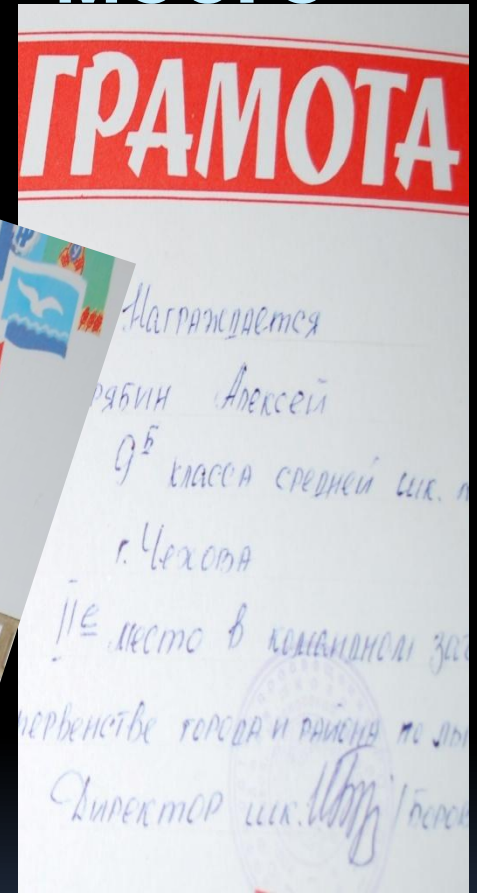 ГРАМОТА
Награждается
рябин Алексей
9Б класса средней шк.
г. Чехова
IIе место в командном
первенстве города и района по
Директор шк.